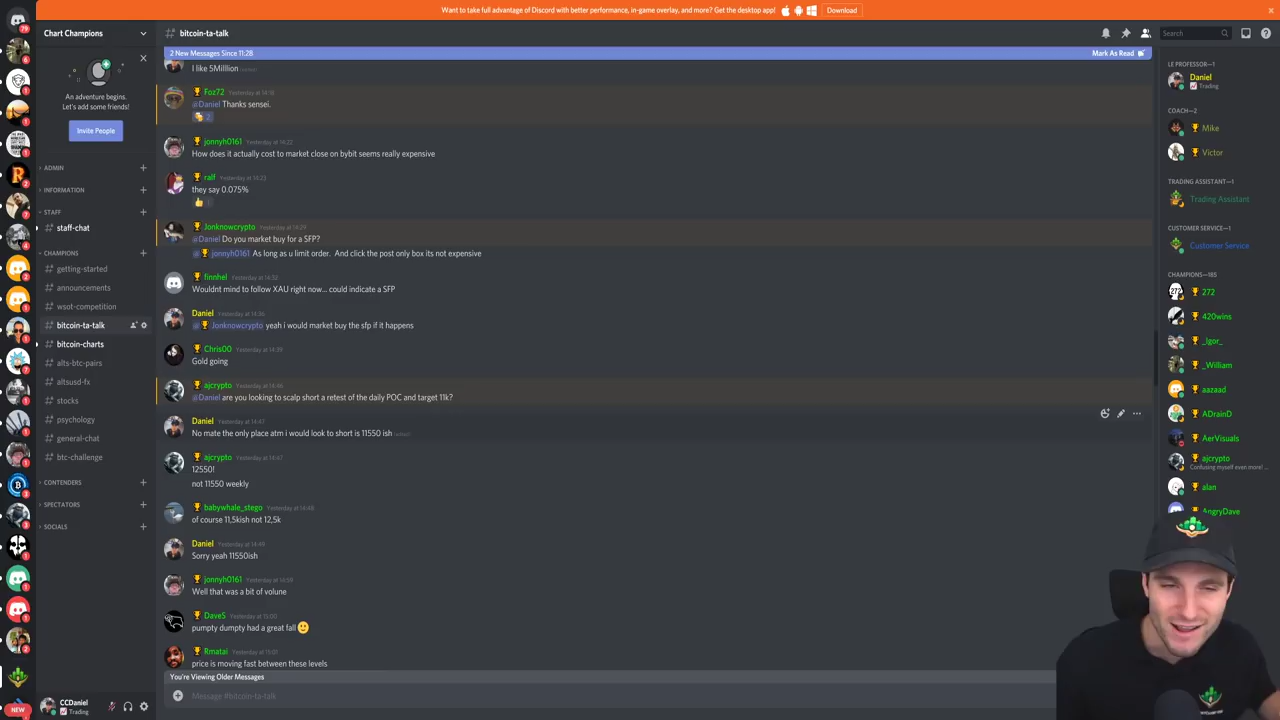 Want to take full advantage of Discord with better performance, in-game overlay, and more? Get the desktop app!
Download
Chart Champions
# bitcoin-ta-talk
Search
2 New Messages Since 11:28
Mark As Read
An adventure begins.
Let's add some friends!
Invite People
ADMIN
INFORMATION
STAFF
staff-chat
CHAMPIONS
# getting-started
# announcements
# wsot-competition
# bitcoin-ta-talk
# bitcoin-charts
# alts-btc-pairs
# altsusd-fx
# stocks
# psychology
# general-chat
# btc-challenge
CONTENDERS
SPECTATORS
SOCIALS
CCDaniel
Trading
NEW
I like 5Million
Foz72 Yesterday at 14:18
@Daniel Thanks sensei.
2
jonnyh0161 Yesterday at 14:22
How does it actually cost to market close on bybit seems really expensive
ralf Yesterday at 14:23
they say 0.075%
1
Jonknowcrypto Yesterday at 14:29
@Daniel Do you market buy for a SFP?
@ jonnyh0161 As long as u limit order. And click the post only box its not expensive
finnhel Yesterday at 14:32
Wouldnt mind to follow XAU right now... could indicate a SFP
Daniel Yesterday at 14:36
@ Jonknowcrypto yeah i would market buy the sfp if it happens
Chris00 Yesterday at 14:39
Gold going
ajcrypto Yesterday at 14:46
@Daniel are you looking to scalp short a retest of the daily POC and target 11k?
Daniel Yesterday at 14:47
No mate the only place atm i would look to short is 11550 ish (edited)
ajcrypto Yesterday at 14:47
12550!
not 11550 weekly
babywhale_stego Yesterday at 14:48
of course 11,5kish not 12,5k
Daniel Yesterday at 14:49
Sorry yeah 11550ish
jonnyh0161 Yesterday at 14:59
Well that was a bit of volune
DaveS Yesterday at 15:00
pumpty dumpty had a great fall
Rmatai Yesterday at 15:01
price is moving fast between these levels
You're Viewing Older Messages
Message #bitcoin-ta-talk
LE PROFESSOR—1
Daniel
Trading
COACH—2
Mike
Victor
TRADING ASSISTANT—1
Trading Assistant
CUSTOMER SERVICE—1
Customer Service
CHAMPIONS—185
272
420wins
_Igor_
_William
aazaad
ADrainD
AerVisuals
ajcrypto
Confusing myself even more! ...
alan
AngryDave